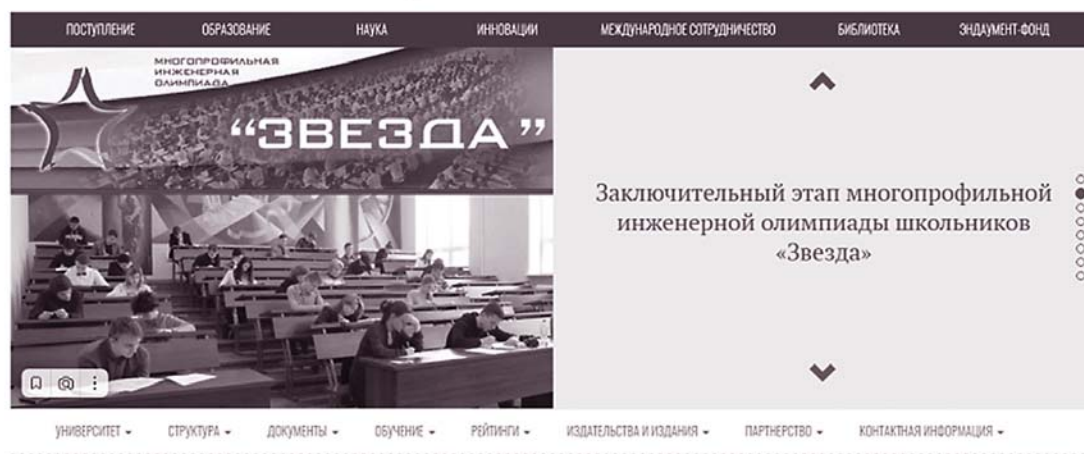 ПОСТУПЛЕНИЕ ОБРАЗОВАНИЕ НАУКА ИННОВАЦИИ МЕЖДУНАРОДНОЕ СОТРУДНИЧЕСТВО БИБЛИОТЕКА ЭНДАУМЕНТ-ФОНД
МНОГОПРОФИЛЬНАЯ
ИНЖЕНЕРНАЯ
ОЛИМПИАДА
“ЗВЕЗДА”
Заключительный этап многопрофильной
инженерной олимпиады школьников
«Звезда»
УНИВЕРСИТЕТ СТРУКТУРА ДОКУМЕНТЫ ОБУЧЕНИЕ РЕЙТИНГИ ИЗДАТЕЛЬСТВА И ИЗДАНИЯ ПАРТНЕРСТВО КОНТАКТНАЯ ИНФОРМАЦИЯ